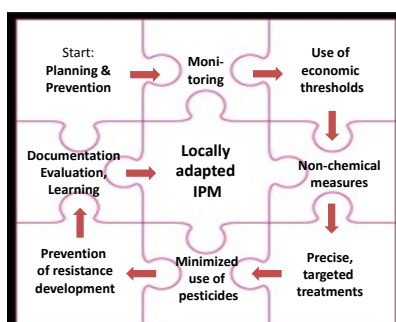 Start:
Planning &
Prevention
Moni-
toring
Use of
economic
thresholds
Documentation
Evaluation,
Learning
Locally
adapted
IPM
Non-chemical
measures
Prevention
of resistance
development
Minimized
use of
pesticides
Precise,
targeted
treatments